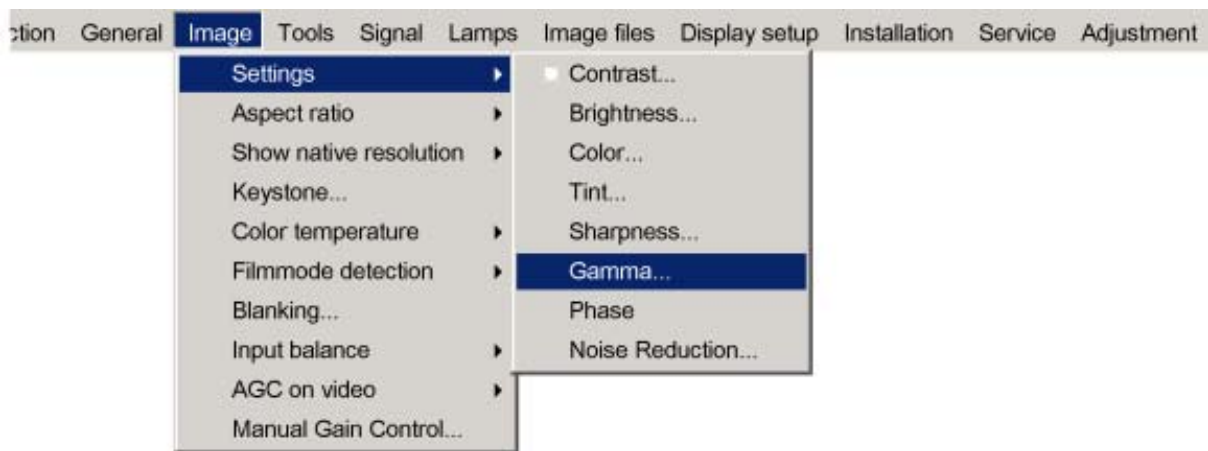 ction General Image Tools Signal Lamps Image files Display setup Installation Service Adjustment
Settings
Aspect ratio
Show native resolution
Keystone...
Color temperature
Filmmode detection
Blanking...
Input balance
AGC on video
Manual Gain Control...
Contrast...
Brightness...
Color...
Tint...
Sharpness...
Gamma...
Phase
Noise Reduction...